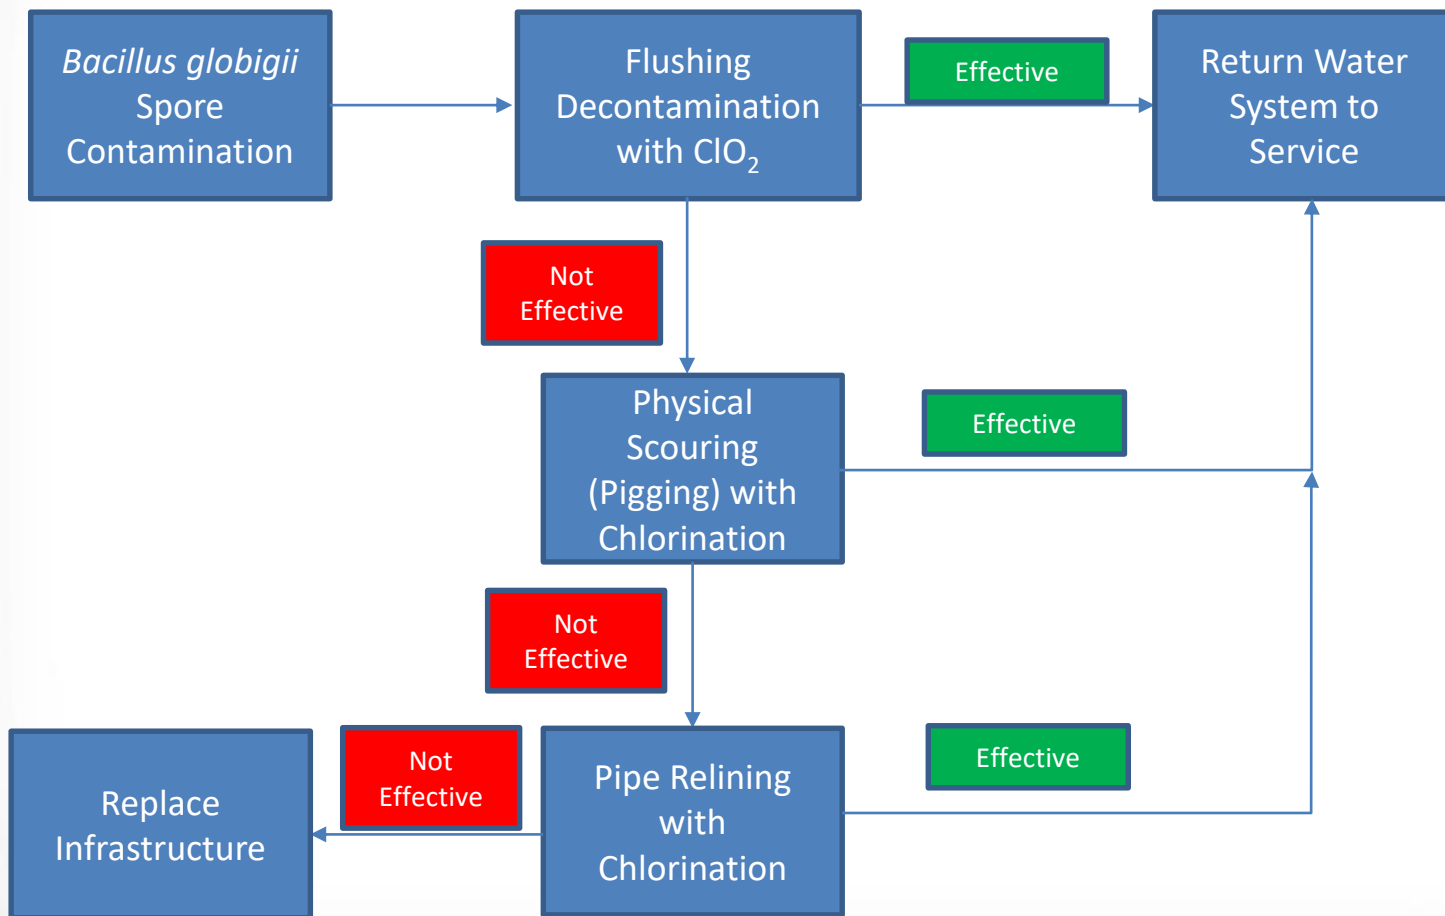 Bacillus globigii
Spore
Contamination
Flushing
Decontamination
with ClO₂
Effective
Return Water
System to
Service
Not
Effective
Physical
Scouring
(Pigging) with
Chlorination
Effective
Not
Effective
Replace
Infrastructure
Not
Effective
Pipe Relining
with
Chlorination
Effective